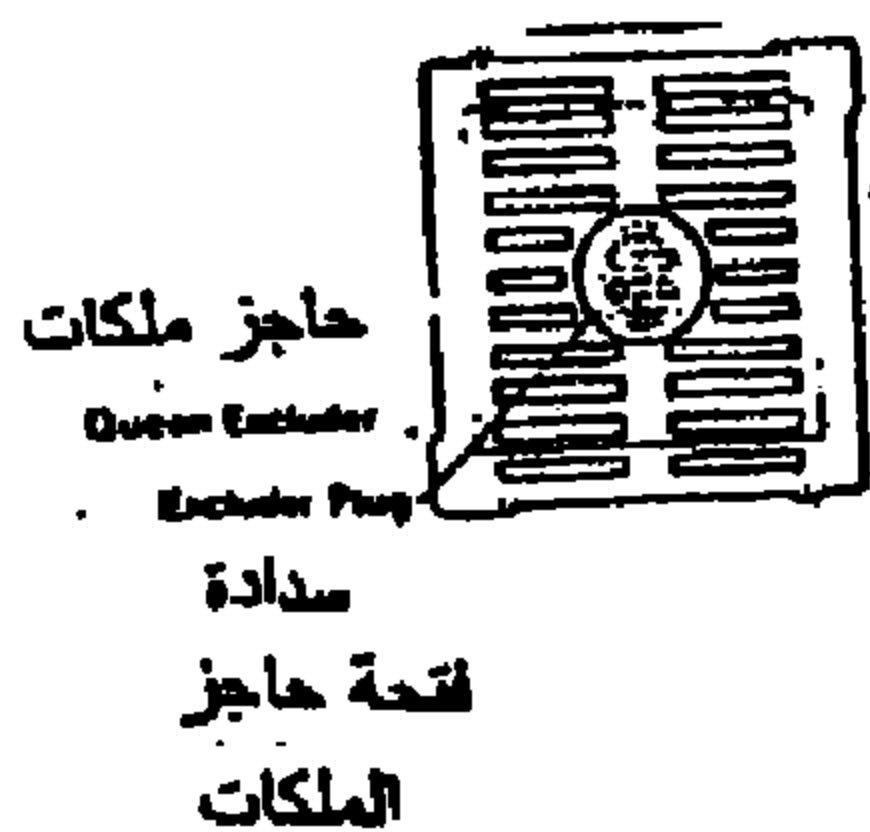 حاجز ملكات
Queen Excluder
Excluder Plug
سدادة
فتحة حاجز
الملكات